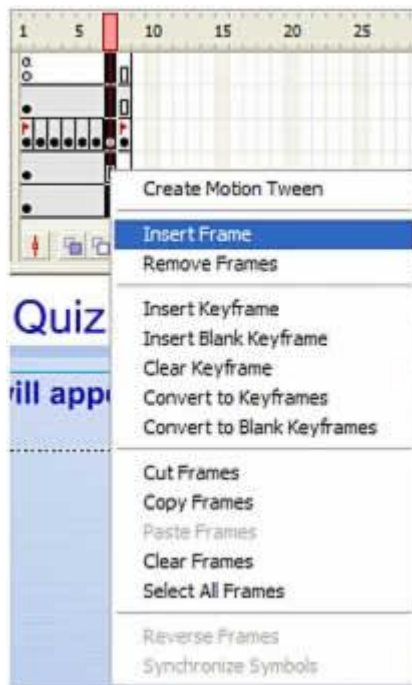 1 5 10 15 20 25
Create Motion Tween
Insert Frame
Remove Frames
Insert Keyframe
Insert Blank Keyframe
Clear Keyframe
Convert to Keyframes
Convert to Blank Keyframes
Cut Frames
Copy Frames
Paste Frames
Clear Frames
Select All Frames
Reverse Frames
Synchronize Symbols
Quiz
ill app